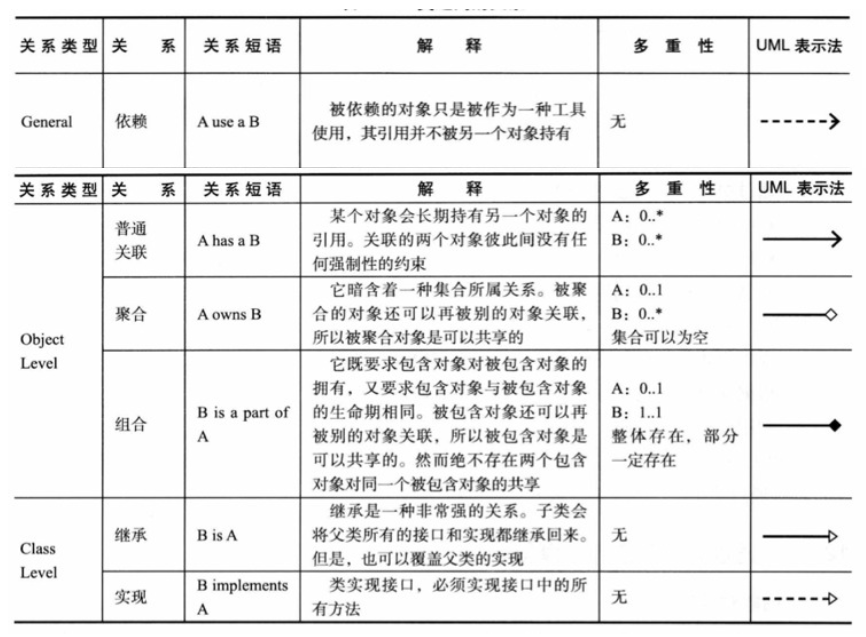 关系类型 关 系 关系短语 解 释 多 重 性 UML 表示法
General 依赖 A use a B 被依赖的对象只是被作为一种工具
使用，其引用并不被另一个对象持有 无
关系类型 关 系 关系短语 解 释 多 重 性 UML 表示法
Object
Level
普通
关联
A has a B
某个对象会长期持有另一个对象的
引用。关联的两个对象彼此间没有任
何强制性的约束
A：0..*
B：0..*
聚合
A owns B
它暗含着一种集合所属关系。被聚
合的对象还可以再被别的对象关联，
所以被聚合对象是可以共享的
A：0..1
B：0..*
集合可以为空
组合
B is a part of
A
它既要求包含对象对被包含对象的
拥有，又要求包含对象与被包含对象
的生命期相同。被包含对象还可以再
被别的对象关联，所以被包含对象是
可以共享的。然而绝不存在两个包含
对象对同一个被包含对象的共享
A：0..1
B：1..1
整体存在，部分
一定存在
Class
Level
继承
B is A
继承是一种非常强的关系。子类会
将父类所有的接口和实现都继承回来。
但是，也可以覆盖父类的实现
无
实现
B implements
A
类实现接口，必须实现接口中的所
有方法
无